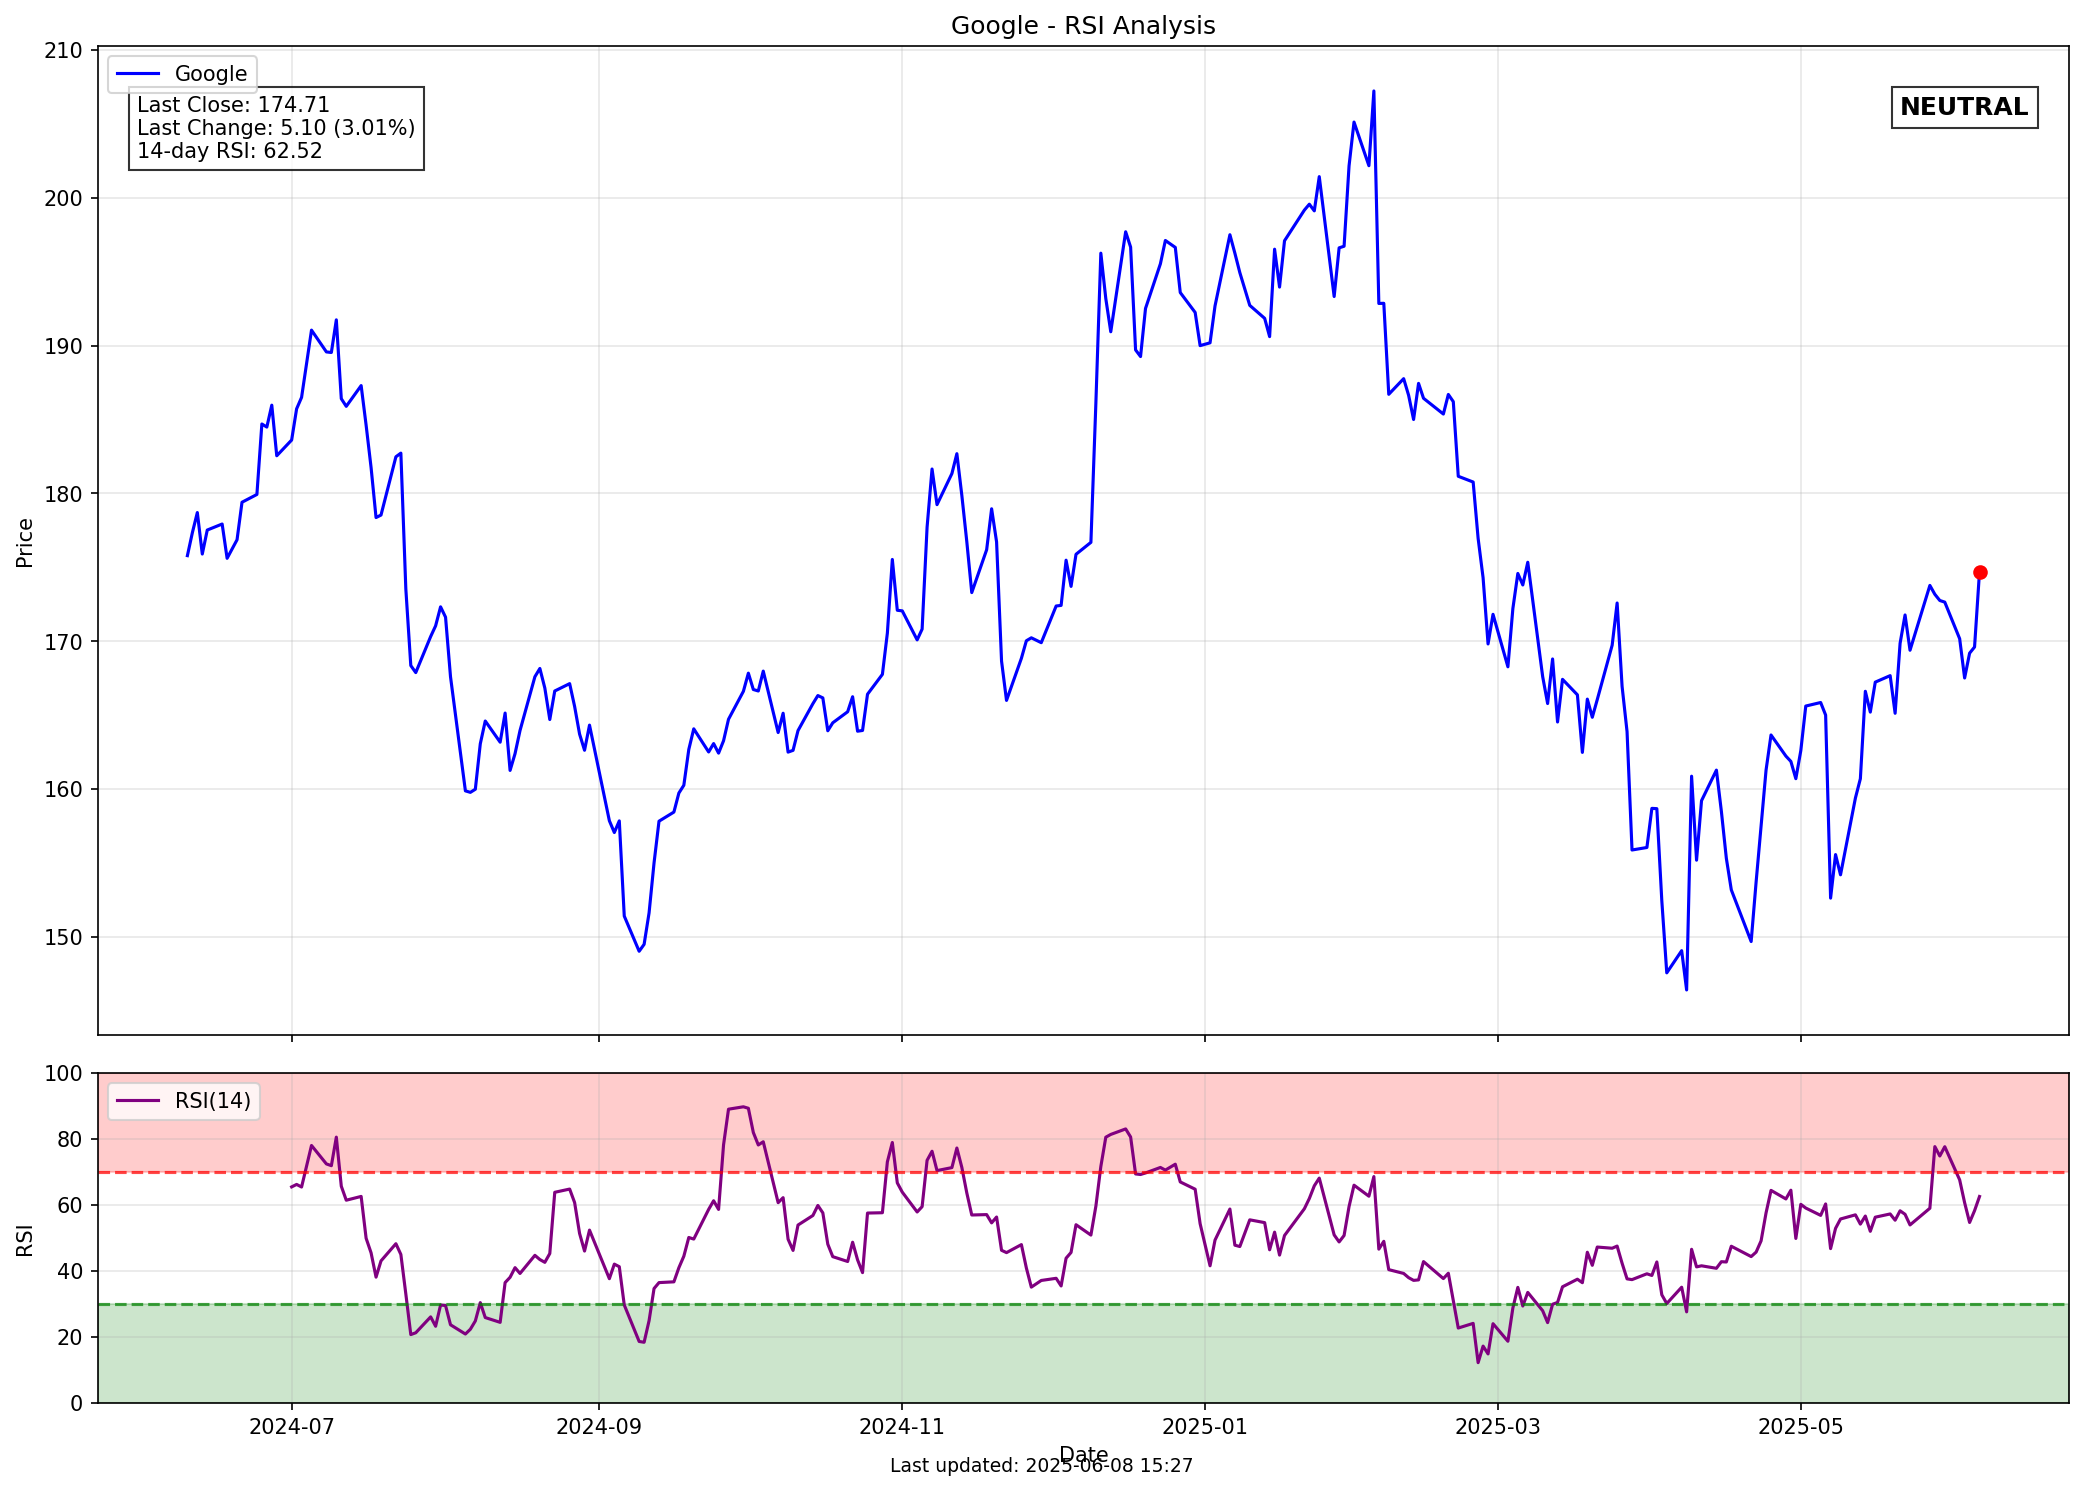 Google - RSI Analysis
Google
Last Close: 174.71
Last Change: 5.10 (3.01%)
14-day RSI: 62.52
NEUTRAL
210
200
190
180
170
160
150
Price
RSI(14)
100
80
60
40
20
0
RSI
2024-07
2024-09
2024-11
2025-01
2025-03
2025-05
Date
Last updated: 2025-06-08 15:27